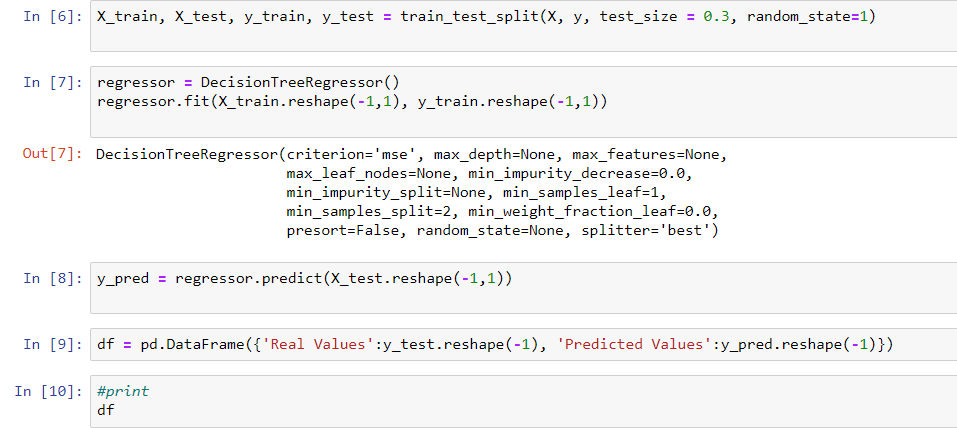 In [6]: X_train, X_test, y_train, y_test = train_test_split(X, y, test_size = 0.3, random_state=1)
In [7]: regressor = DecisionTreeRegressor()
regressor.fit(X_train.reshape(-1,1), y_train.reshape(-1,1))
Out[7]: DecisionTreeRegressor(criterion='mse', max_depth=None, max_features=None,
max_leaf_nodes=None, min_impurity_decrease=0.0,
min_impurity_split=None, min_samples_leaf=1,
min_samples_split=2, min_weight_fraction_leaf=0.0,
presort=False, random_state=None, splitter='best')
In [8]: y_pred = regressor.predict(X_test.reshape(-1,1))
In [9]: df = pd.DataFrame({'Real Values':y_test.reshape(-1), 'Predicted Values':y_pred.reshape(-1)})
In [10]: #print
df